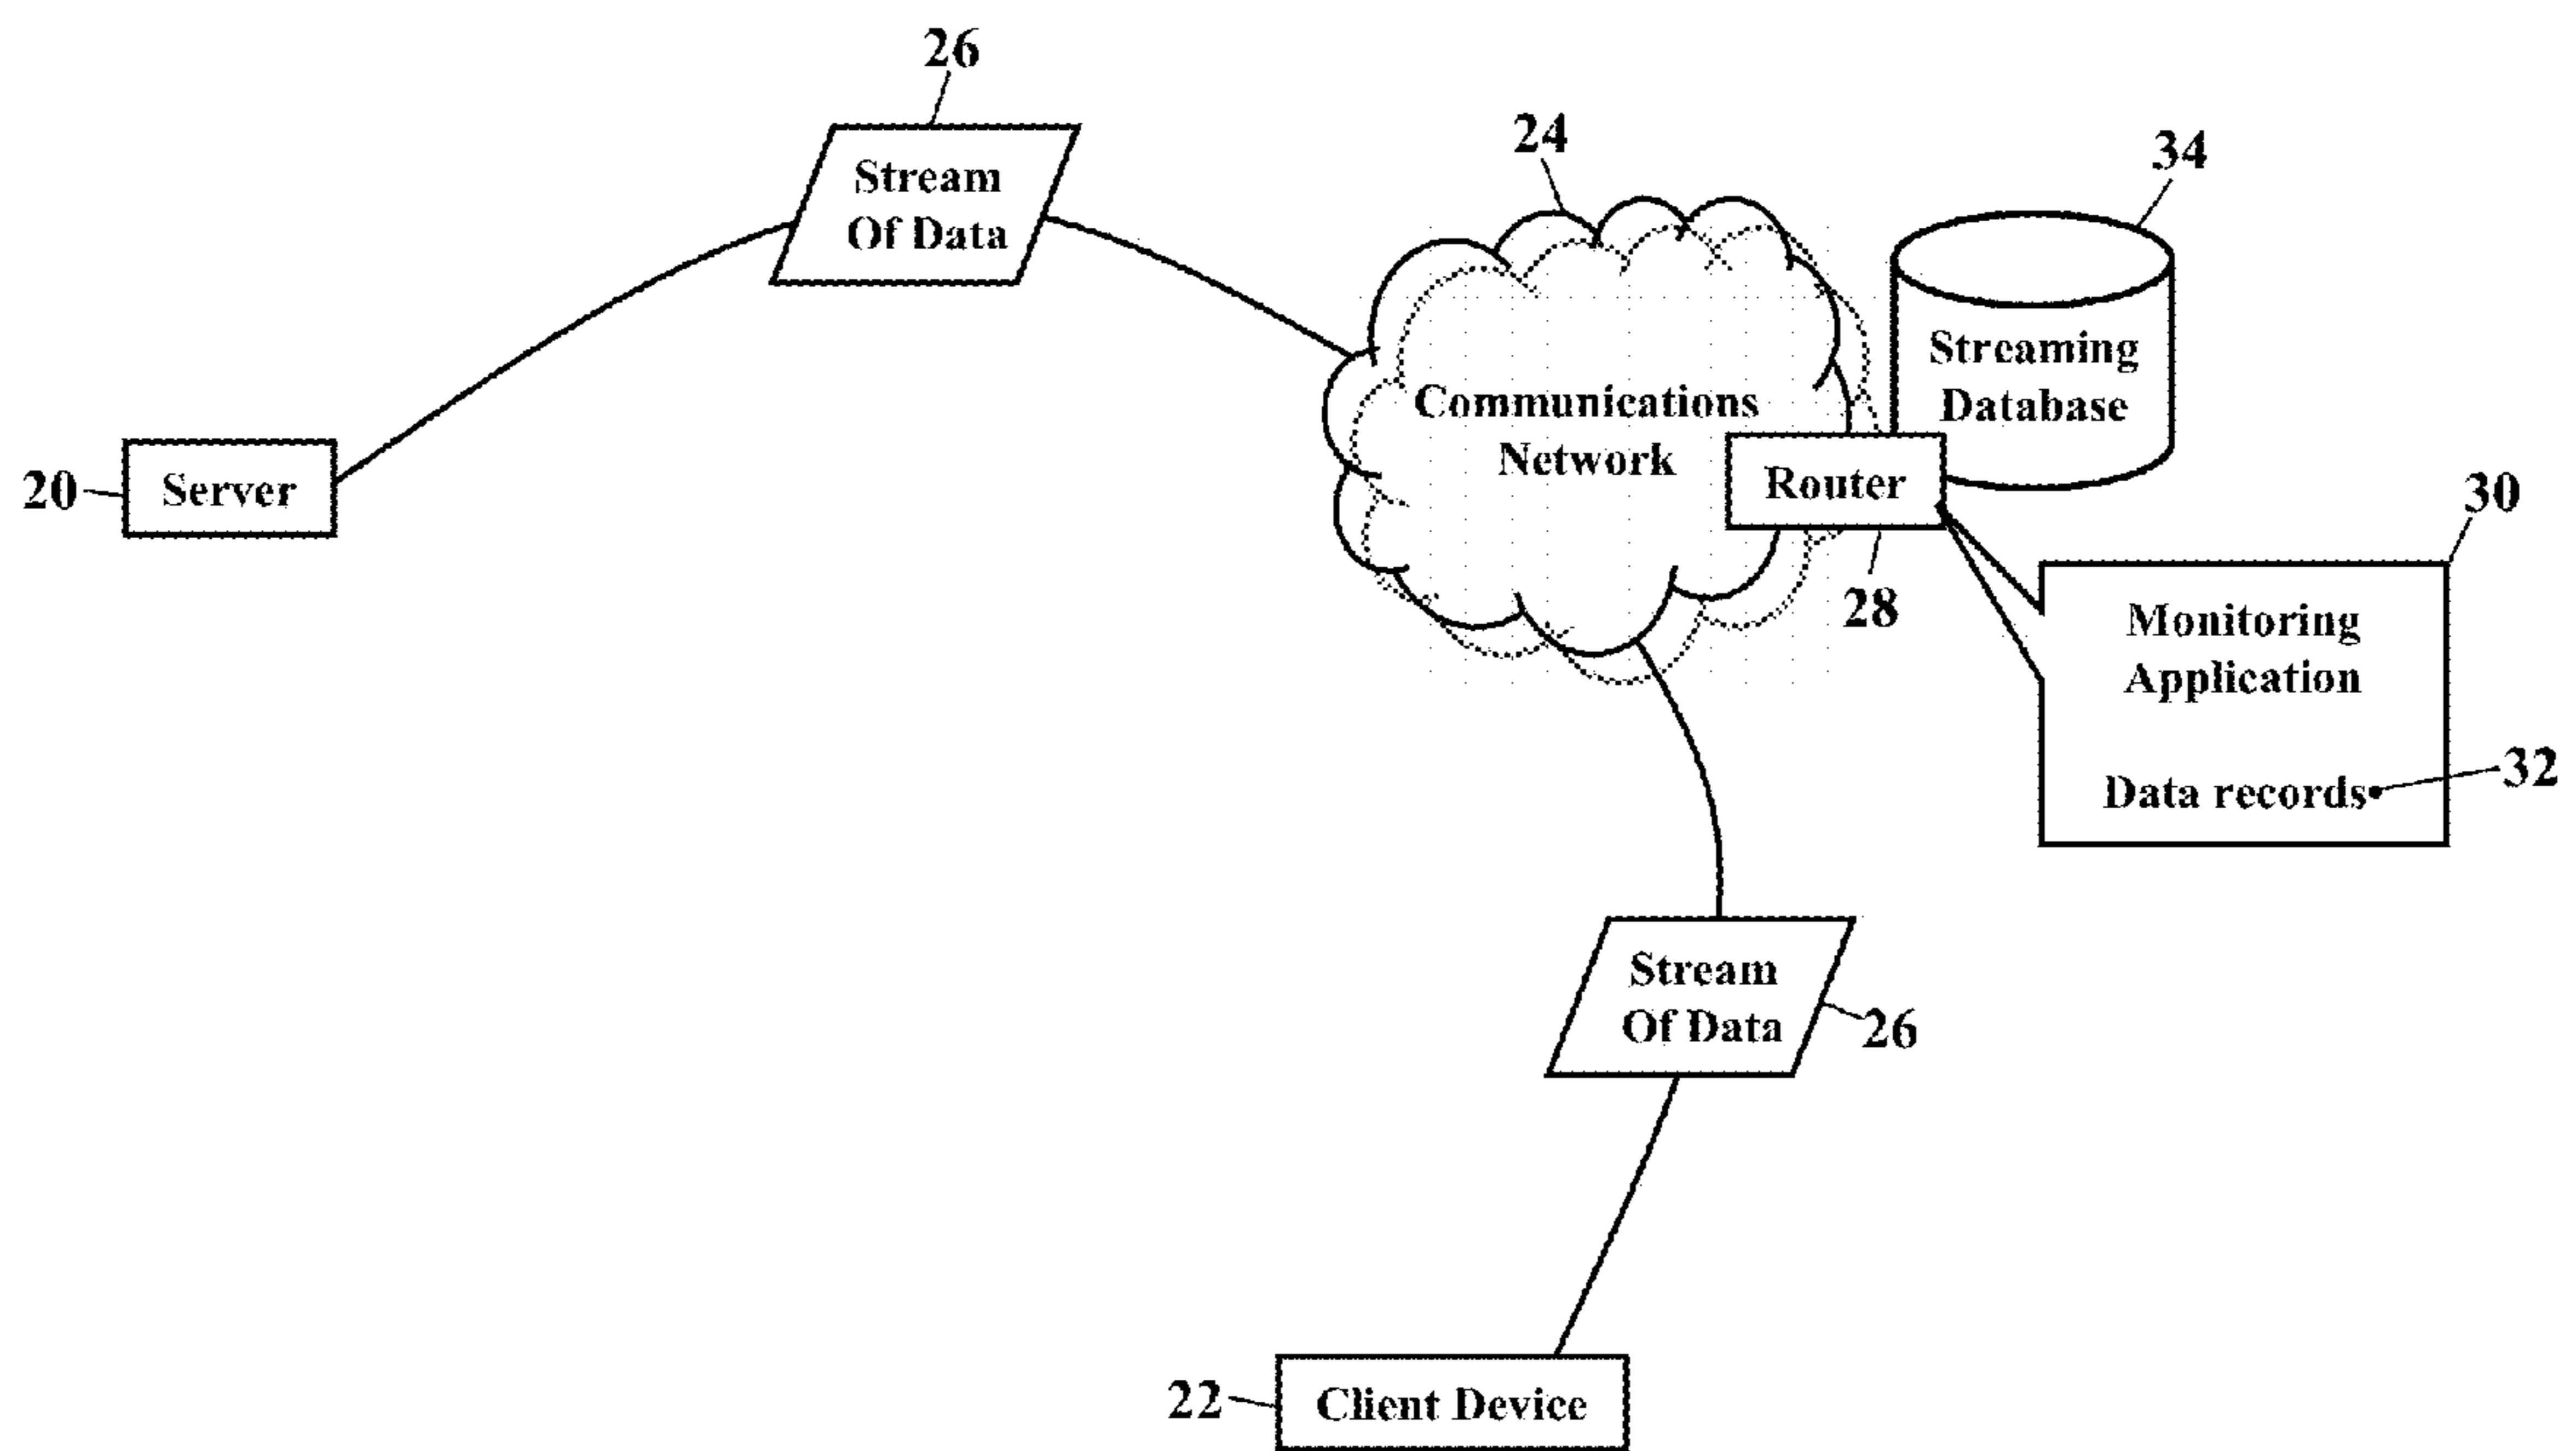 26
Stream
Of Data
24
34
Communications
Network
Streaming
Database
20
Server
Router
28
30
Monitoring
Application
Data records
32
Stream
Of Data
26
22
Client Device